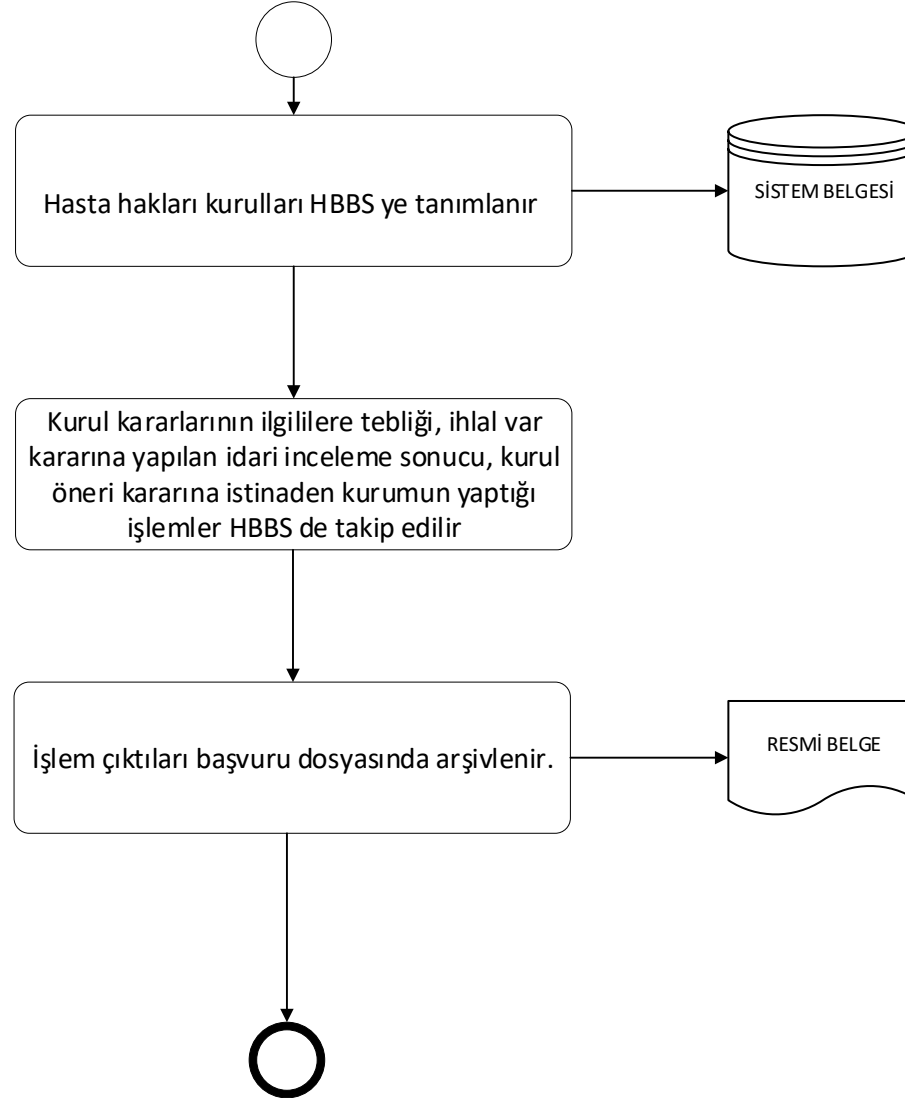 Hasta hakları kurulları HBBS ye tanımlanır
SİSTEM BELGESİ
Kurul kararlarının ilgililere tebliği, ihlal var
kararına yapılan idari inceleme sonucu, kurul
öneri kararına istinaden kurumun yaptığı
işlemler HBBS de takip edilir
İşlem çıktıları başvuru dosyasında arşivlenir.
RESMİ BELGE